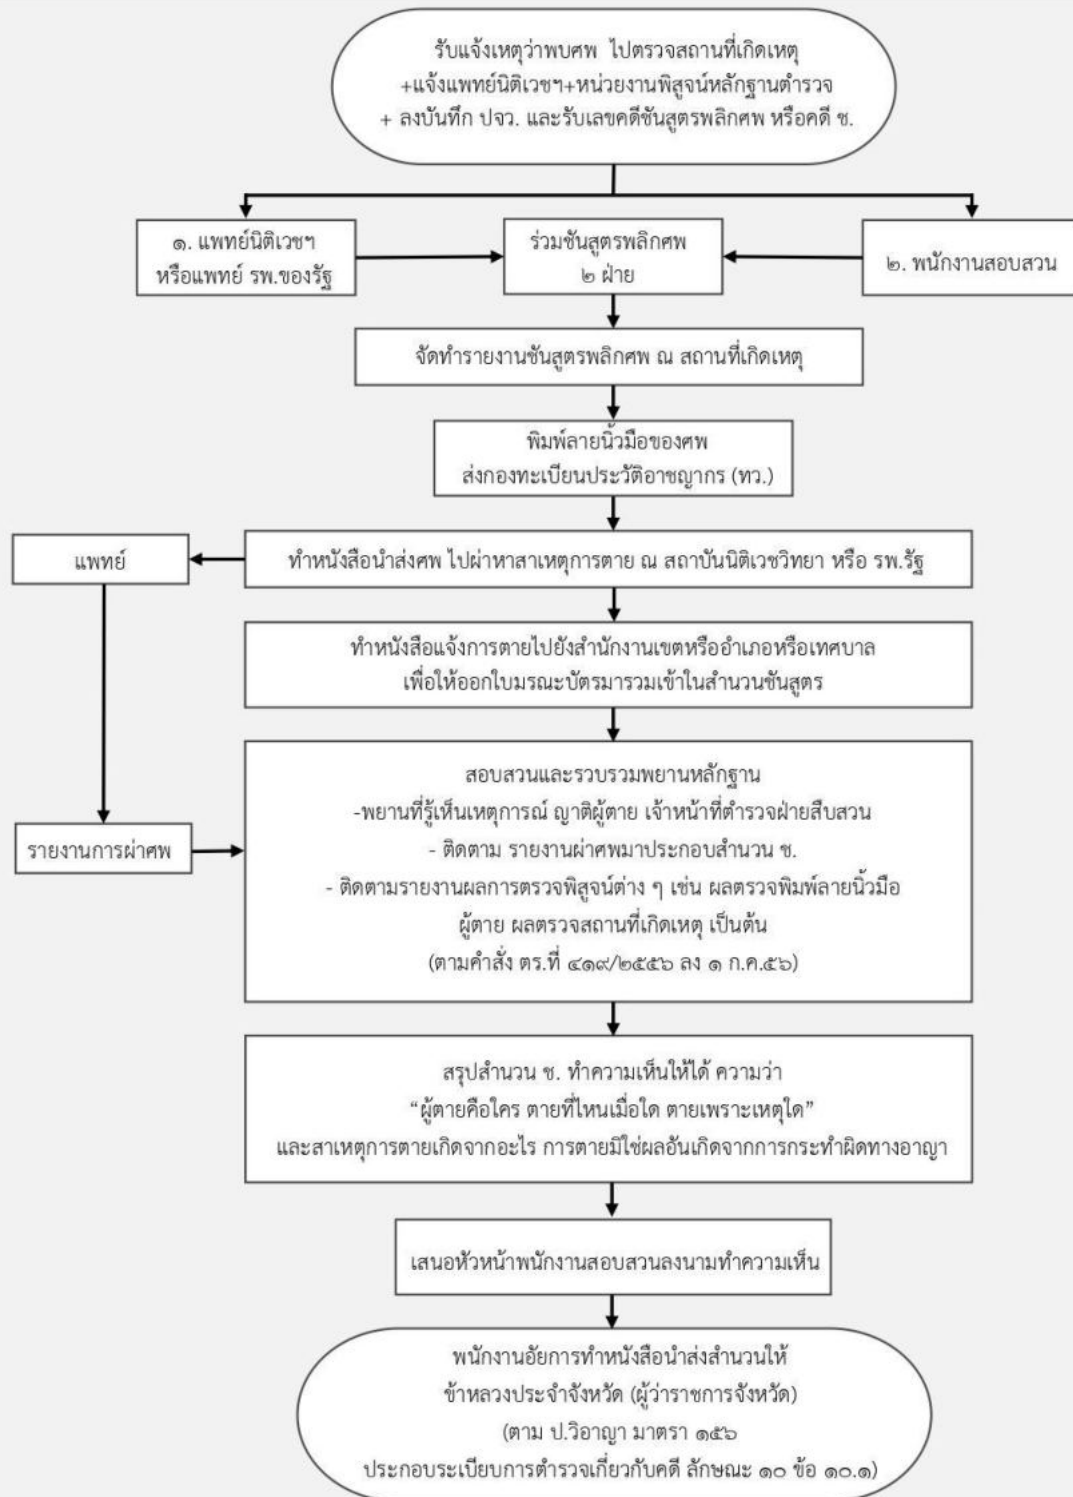 รับแจ้งเหตุว่าพบศพ ไปตรวจสถานที่เกิดเหตุ
+แจ้งแพทย์นิติเวชฯ+หน่วยงานพิสูจน์หลักฐานตำรวจ
+ ลงบันทึก ปจว. และรับเลขคดีชันสูตรพลิกศพ หรือคดี ช.
๑. แพทย์นิติเวชฯ
หรือแพทย์ รพ.ของรัฐ
ร่วมชันสูตรพลิกศพ
๒ ฝ่าย
๒. พนักงานสอบสวน
จัดทำรายงานชันสูตรพลิกศพ ณ สถานที่เกิดเหตุ
พิมพ์ลายนิ้วมือของศพ
ส่งกองทะเบียนประวัติอาชญากร (ทว.)
แพทย์
ทำหนังสือนำส่งศพ ไปผ่าหาสาเหตุการตาย ณ สถาบันนิติเวชวิทยา หรือ รพ.รัฐ
ทำหนังสือแจ้งการตายไปยังสำนักงานเขตหรืออำเภอหรือเทศบาล
เพื่อให้ออกใบมรณะบัตรมารวมเข้าในสำนวนชันสูตร
รายงานการผ่าศพ
สอบสวนและรวบรวมพยานหลักฐาน
-พยานที่รู้เห็นเหตุการณ์ ญาติผู้ตาย เจ้าหน้าที่ตำรวจฝ่ายสืบสวน
- ติดตาม รายงานผ่าศพมาประกอบสำนวน ช.
- ติดตามรายงานผลการตรวจพิสูจน์ต่าง ๆ เช่น ผลตรวจพิมพ์ลายนิ้วมือ
ผู้ตาย ผลตรวจสถานที่เกิดเหตุ เป็นต้น
(ตามคำสั่ง ตร.ที่ ๔๑๙/๒๕๕๖ ลง ๑ ก.ค.๕๖)
สรุปสำนวน ช. ทำความเห็นให้ได้ ความว่า
“ผู้ตายคือใคร ตายที่ไหนเมื่อใด ตายเพราะเหตุใด”
และสาเหตุการตายเกิดจากอะไร การตายมิใช่ผลอันเกิดจากการกระทำผิดทางอาญา
เสนอหัวหน้าพนักงานสอบสวนลงนามทำความเห็น
พนักงานอัยการทำหนังสือนำส่งสำนวนให้
ข้าหลวงประจำจังหวัด (ผู้ว่าราชการจังหวัด)
(ตาม ป.วิอาญา มาตรา ๑๕๖
ประกอบระเบียบการตำรวจเกี่ยวกับคดี ลักษณะ ๑๐ ข้อ ๑๐.๑)